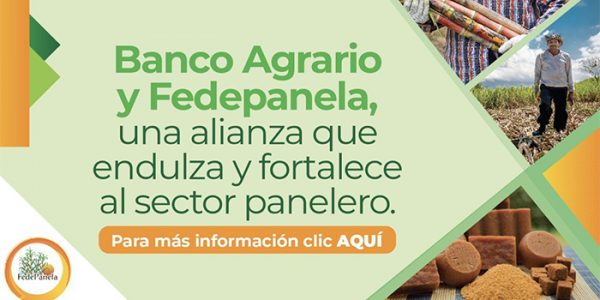 Banco Agrario
y Fedepanela,
una alianza que
endulza y fortalece
al sector panelero.
Para más información clic AQUÍ
FedePanela